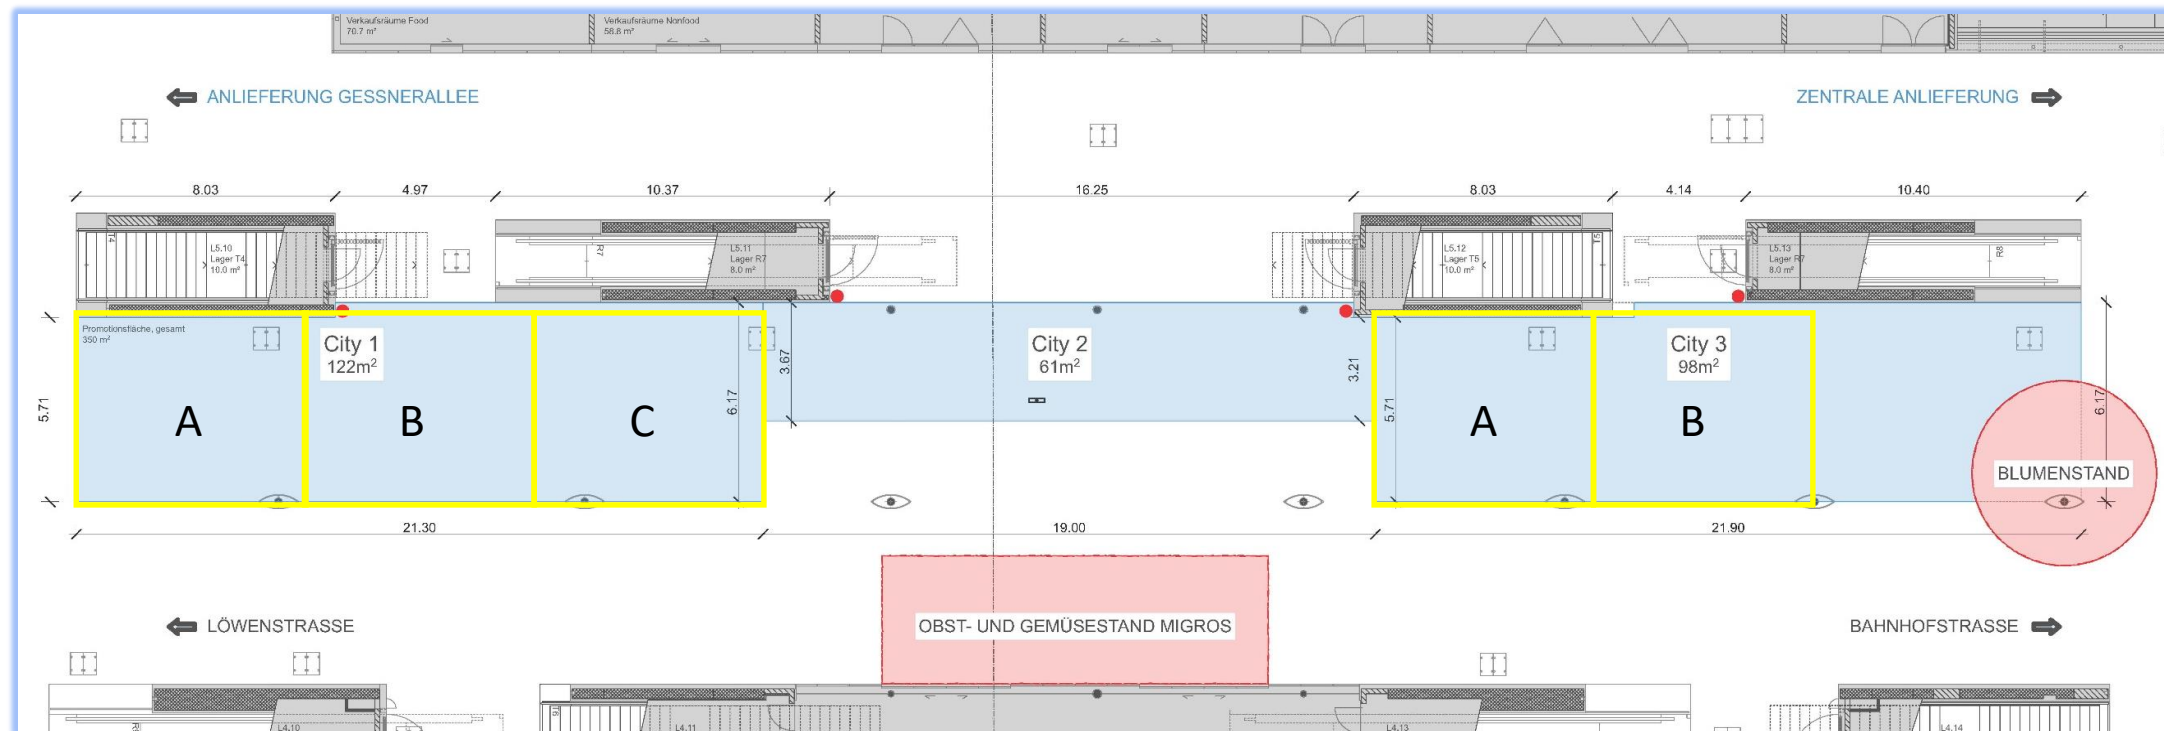 Verkaufsräume Food
70.7 m²
Verkaufsräume Nonfood
58.8 m²
ANLIEFERUNG GESSNERALLEE
ZENTRALE ANLIEFERUNG
8.03
4.97
10.37
16.25
8.03
4.14
10.40
T4
L5.10
Lager T4
10.0 m²
R7
L5.11
Lager R7
8.0 m²
L5.12
Lager T5
10.0 m²
T5
L5.13
Lager R7
8.0 m²
R8
Promotionsfläche, gesamt
350 m²
City 1
122m²
City 2
61m²
City 3
98m²
5.71
A
B
C
6.17
3.67
3.21
5.71
A
B
6.17
BLUMENSTAND
21.30
19.00
21.90
OBST- UND GEMÜSESTAND MIGROS
LÖWENSTRASSE
BAHNHOFSTRASSE
L4.10
T6
L4.11
L4.13
L4.14